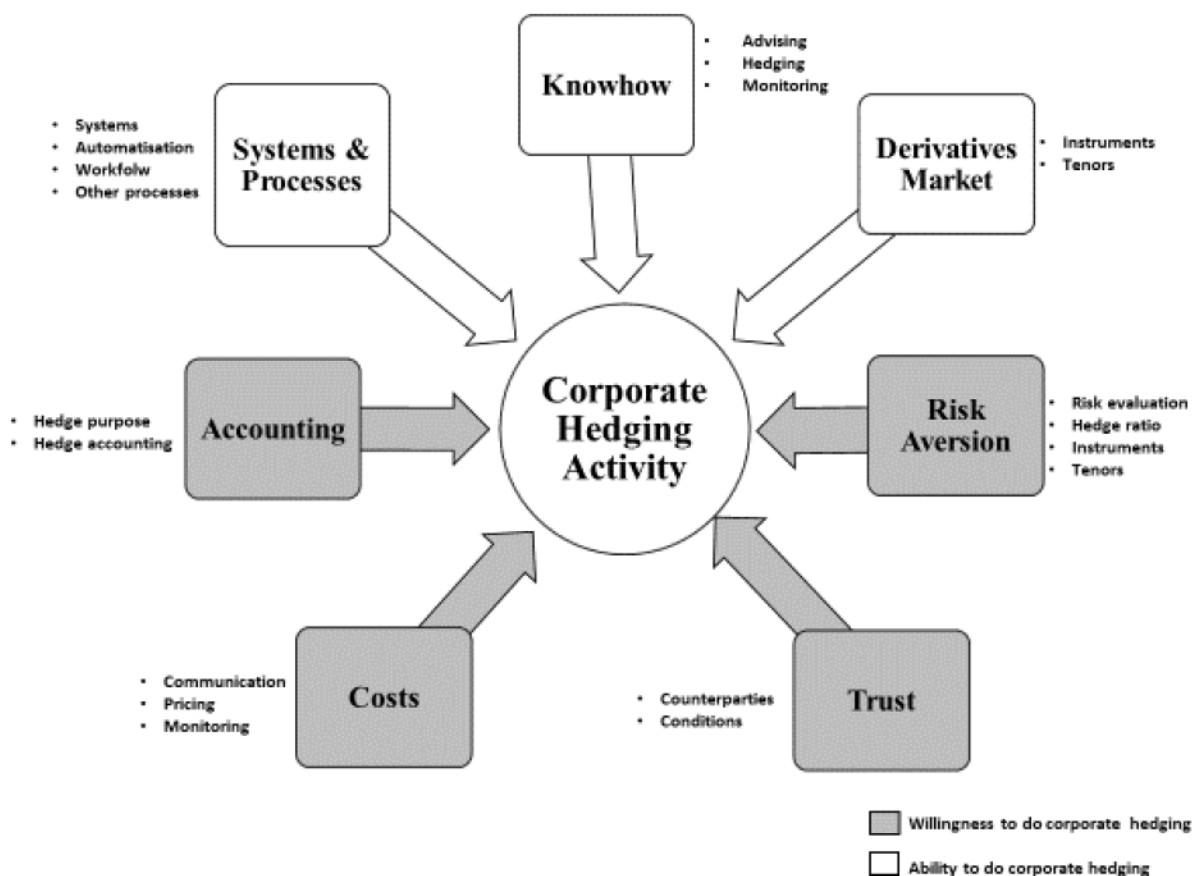 Knowhow
• Advising
• Hedging
• Monitoring
• Systems
• Automatisation
• Workfolw
• Other processes
Systems &
Processes
Derivatives
Market
• Instruments
• Tenors
Corporate
Hedging
Activity
• Hedge purpose
• Hedge accounting
Accounting
Risk
Aversion
• Risk evaluation
• Hedge ratio
• Instruments
• Tenors
• Communication
• Pricing
• Monitoring
Costs
• Counterparties
• Conditions
Trust
Willingness to do corporate hedging
Ability to do corporate hedging